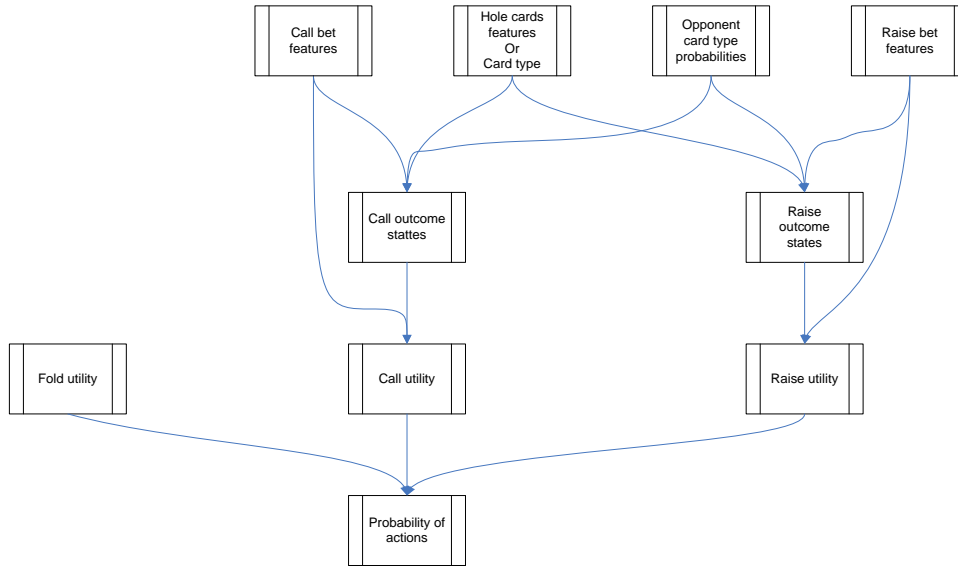 Call bet
features
Hole cards
features
Or
Card type
Opponent
card type
probabilities
Raise bet
features
Call outcome
stattes
Raise
outcome
states
Fold utility
Call utility
Raise utility
Probability of
actions